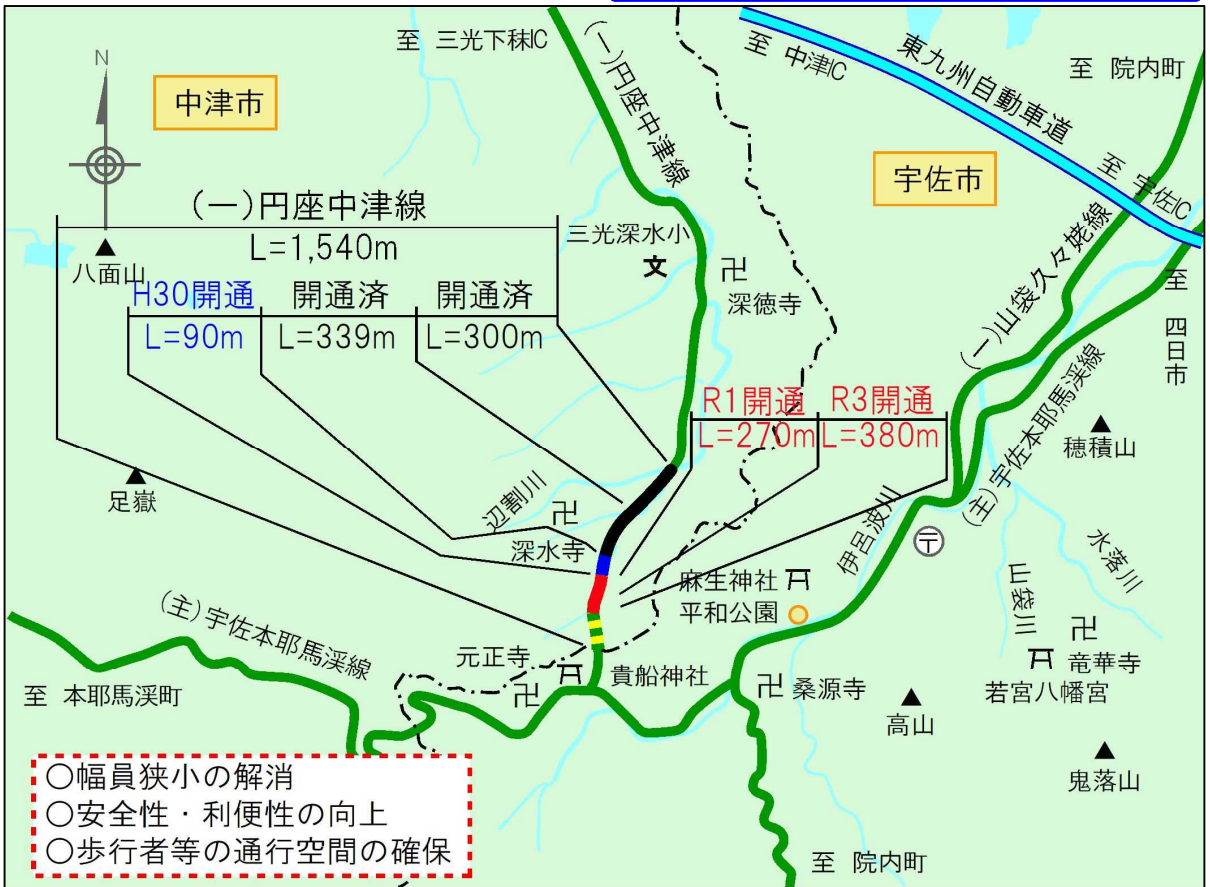 至 三光下秣IC
(一)円座中津線
至 中津IC
東九州自動車道
至 院内町
N
中津市
宇佐市
至 宇佐IC
(一)円座中津線
L=1,540m
八面山
三光深水小
文
卍
深徳寺
(一)山袋久々姥線
至 四日市
H30開通
開通済
開通済
L=90m
L=339m
L=300m
R1開通
R3開通
L=270m
L=380m
(主)宇佐本耶馬渓線
穂積山
足嶽
辺割川
卍
深水寺
伊呂波川
〒
水落川
麻生神社
平和公園
山袋川
(主)宇佐本耶馬渓線
元正寺
卍
貴船神社
卍 桑源寺
卍
竜華寺
若宮八幡宮
至 本耶馬渓町
高山
鬼落山
○幅員狭小の解消
○安全性・利便性の向上
○歩行者等の通行空間の確保
至 院内町